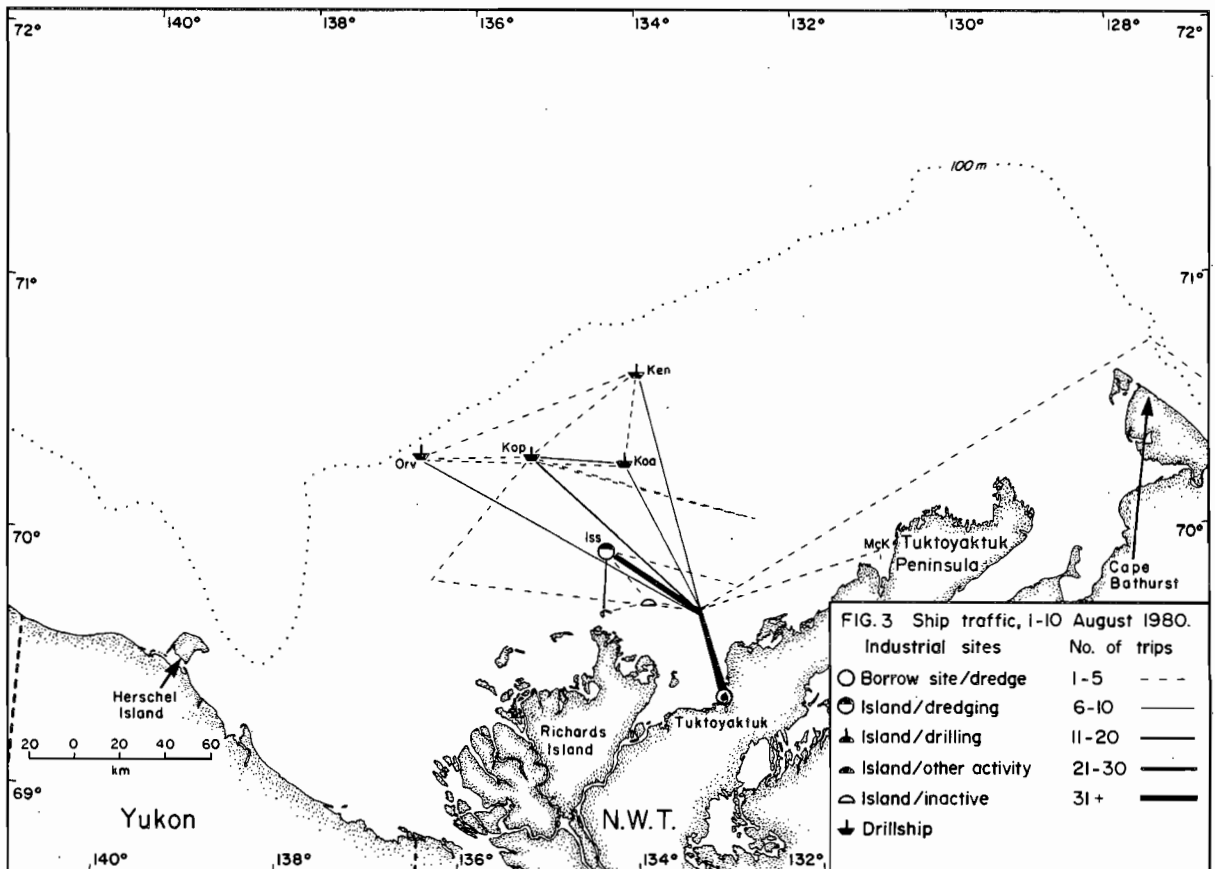 72° 140° 138° 136° 134° 132° 130° 128° 72°
100 m
71° 71°
Ken
Kop
Orv Koa
70° 70°
Iss
McK Tuktoyaktuk
Peninsula
Cape
Bathurst
Herschel
Island
Richards
Island
Tuktoyaktuk
20 0 20 40 60
km
69°
Yukon N.W.T.
140° 138° 136° 134° 132°
FIG. 3 Ship traffic, 1-10 August 1980.
Industrial sites No. of trips
Borrow site/dredge 1-5
Island/dredging 6-10
Island/drilling 11-20
Island/other activity 21-30
Island/inactive 31+
Drillship